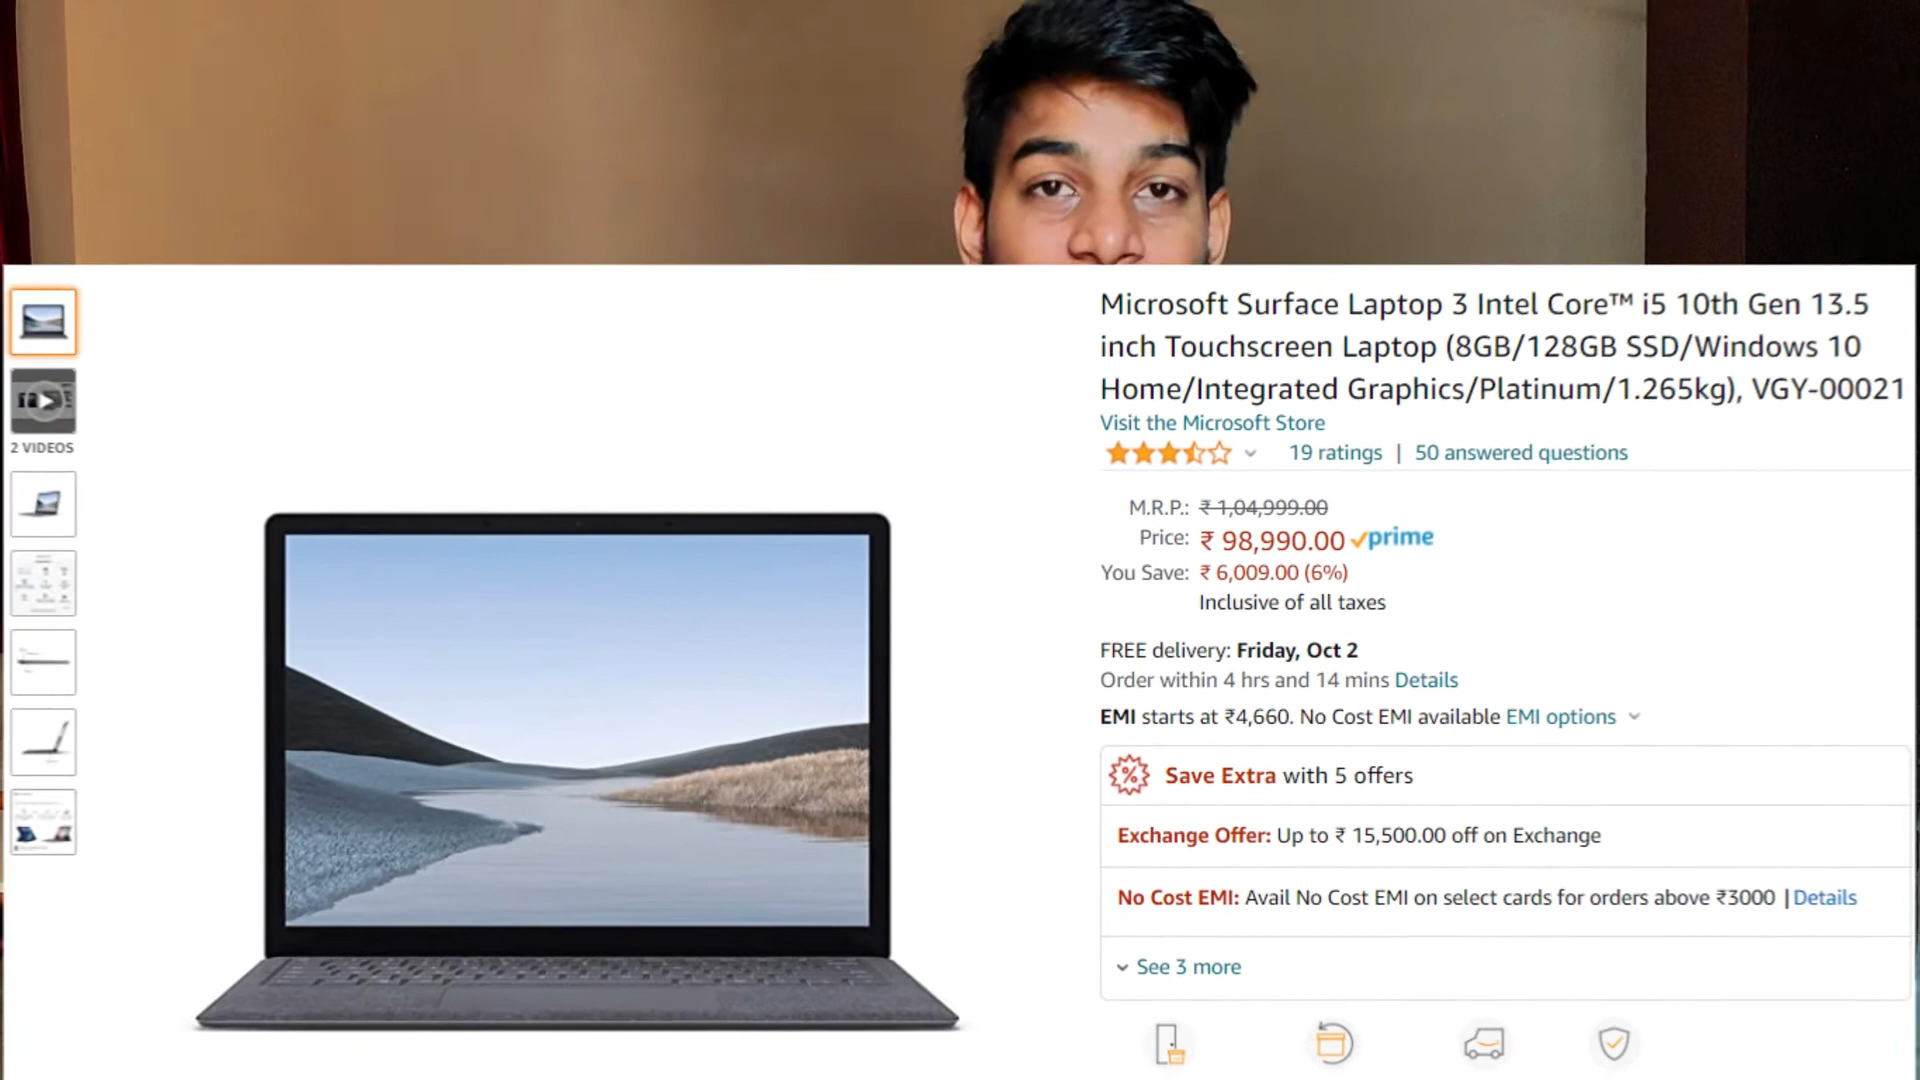 2 VIDEOS
Microsoft Surface Laptop 3 Intel Core™ i5 10th Gen 13.5
inch Touchscreen Laptop (8GB/128GB SSD/Windows 10
Home/Integrated Graphics/Platinum/1.265kg), VGY-00021
Visit the Microsoft Store
19 ratings | 50 answered questions
M.R.P.: ₹ 1,04,999.00
Price: ₹ 98,990.00 prime
You Save: ₹ 6,009.00 (6%)
Inclusive of all taxes
FREE delivery: Friday, Oct 2
Order within 4 hrs and 14 mins Details
EMI starts at ₹4,660. No Cost EMI available EMI options
Save Extra with 5 offers
Exchange Offer: Up to ₹ 15,500.00 off on Exchange
No Cost EMI: Avail No Cost EMI on select cards for orders above ₹3000 | Details
See 3 more